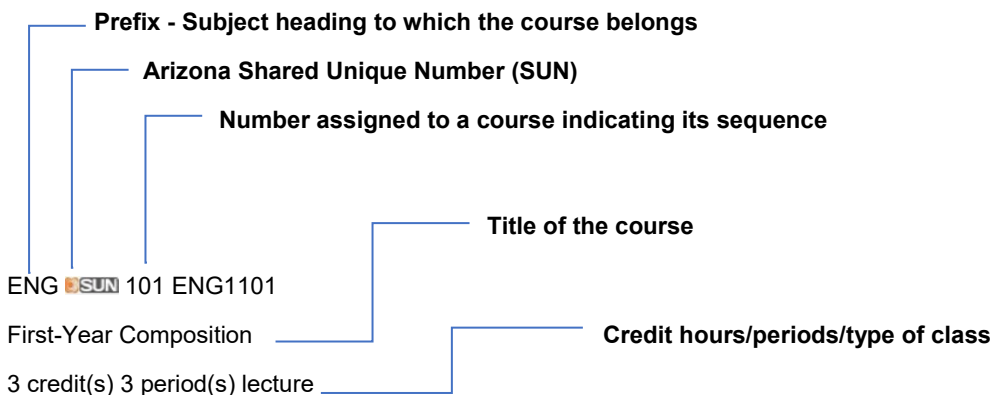 Prefix - Subject heading to which the course belongs
Arizona Shared Unique Number (SUN)
Number assigned to a course indicating its sequence
Title of the course
ENG SUN 101 ENG1101
First-Year Composition
Credit hours/periods/type of class
3 credit(s) 3 period(s) lecture